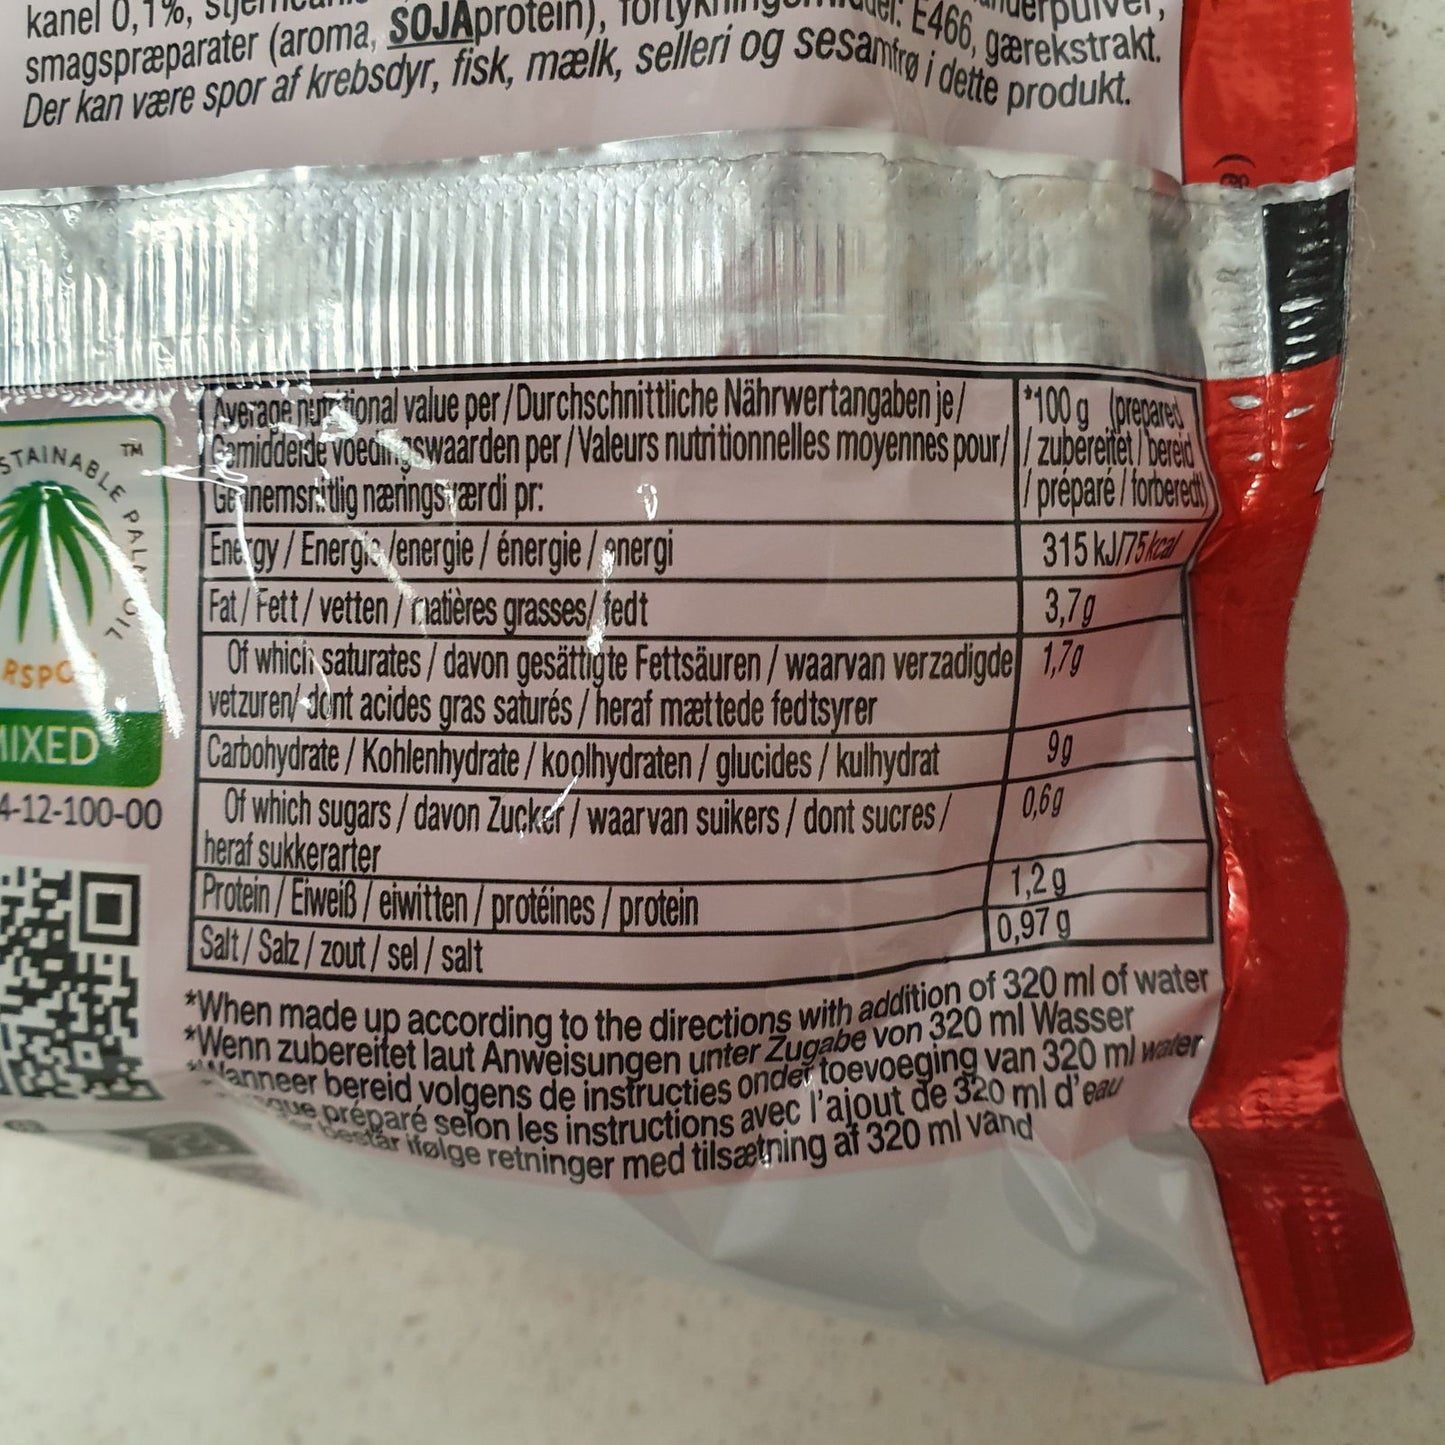 kanel 0,1%,
smagspræparater (aroma, SOJAprotein), E466, gærekstrakt.
Der kan være spor af krebsdyr, fisk, mælk, selleri og sesamfrø i dette produkt.
SUSTAINABLE PALM OIL TM
RSPO
MIXED
4-12-100-00
Average nutritional value per / Durchschnittliche Nährwertangaben je / *100 g (prepared
Gemiddelde voedingswaarden per / Valeurs nutritionnelles moyennes pour/ / zubereitet / bereid
Gennemsnitlig næringsværdi pr: / préparé / forberedt)
Energy / Energie /energie / énergie / energi 315 kJ/75 kcal
Fat / Fett / vetten / matières grasses/ fedt 3,7g
Of which saturates / davon gesättigte Fettsäuren / waarvan verzadigde 1,7g
vetzuren/ dont acides gras saturés / heraf mættede fedtsyrer
Carbohydrate / Kohlenhydrate / koolhydraten / glucides / kulhydrat 9g
Of which sugars / davon Zucker / waarvan suikers / dont sucres / 0,6g
heraf sukkerarter
Protein / Eiweiß / eiwitten / protéines / protein 1,2 g
Salt / Salz / zout / sel / salt 0,97 g
*When made up according to the directions with addition of 320 ml of water
*Wenn zubereitet laut Anweisungen unter Zugabe von 320 ml Wasser
*Wanneer bereid volgens de instructies onder toevoeging van 320 ml water
préparé selon les instructions avec l'ajout de 320 ml d'eau
ifølge retninger med tilsætning af 320 ml vand